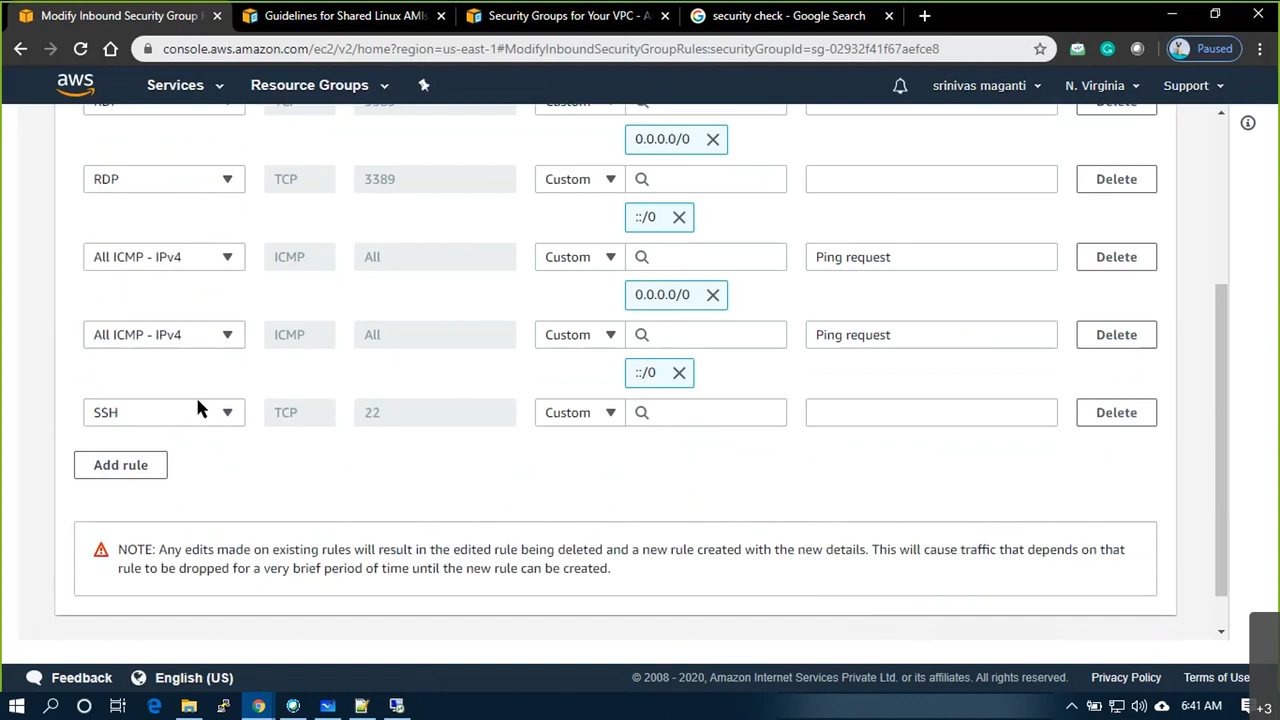 Modify Inbound Security Group R
Guidelines for Shared Linux AMIs
Security Groups for Your VPC - A
security check - Google Search
console.aws.amazon.com/ec2/v2/home?region=us-east-1#ModifyInboundSecurityGroupRules:securityGroupId=sg-02932f41f67aefce8
Paused
aws
Services
Resource Groups
srinivas maganti
N. Virginia
Support
RDP TCP 3389 Delete
0.0.0.0/0
RDP TCP 3389 Custom Delete
::/0
All ICMP - IPv4 ICMP All Custom Ping request Delete
0.0.0.0/0
All ICMP - IPv4 ICMP All Custom Ping request Delete
::/0
SSH TCP 22 Custom Delete
Add rule
NOTE: Any edits made on existing rules will result in the edited rule being deleted and a new rule created with the new details. This will cause traffic that depends on that
rule to be dropped for a very brief period of time until the new rule can be created.
Feedback
English (US)
© 2008 - 2020, Amazon Internet Services Private Ltd. or its affiliates. All rights reserved.
Privacy Policy
Terms of Use
6:41 AM
+3